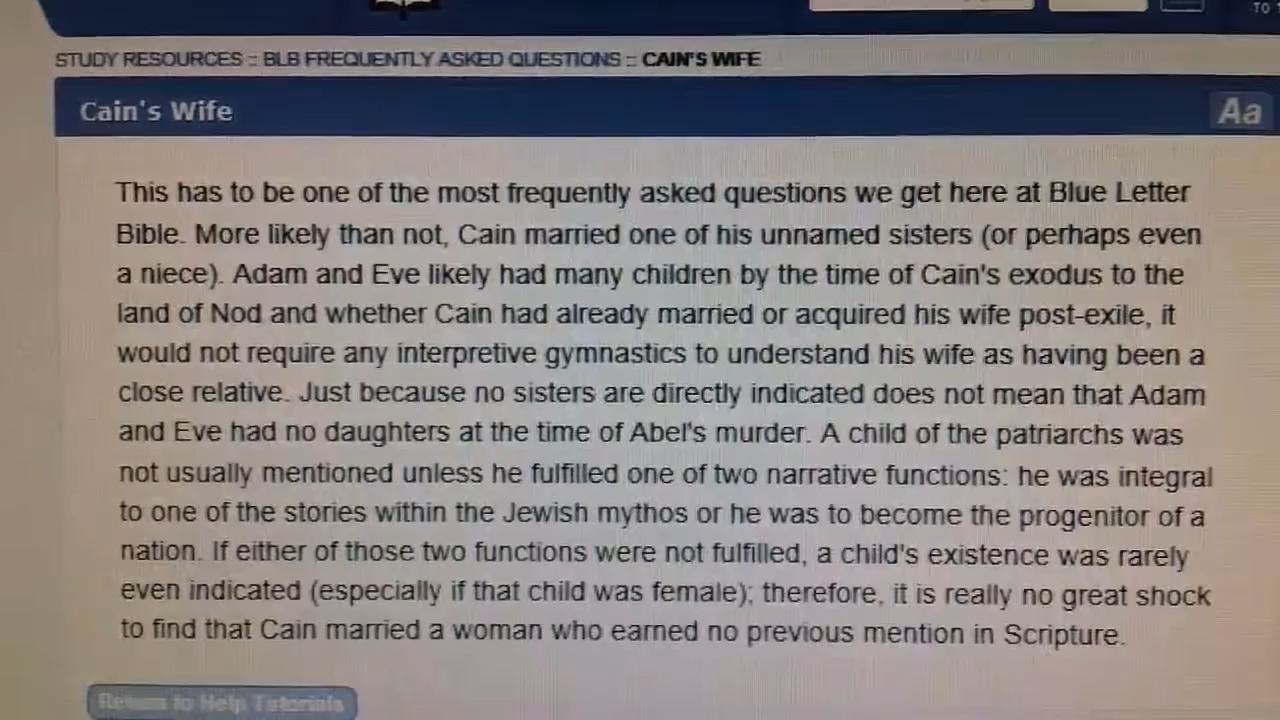 TO
STUDY RESOURCES :: BLB FREQUENTLY ASKED QUESTIONS :: CAIN'S WIFE
Cain's Wife
Aa
This has to be one of the most frequently asked questions we get here at Blue Letter
Bible. More likely than not, Cain married one of his unnamed sisters (or perhaps even
a niece). Adam and Eve likely had many children by the time of Cain's exodus to the
land of Nod and whether Cain had already married or acquired his wife post-exile, it
would not require any interpretive gymnastics to understand his wife as having been a
close relative. Just because no sisters are directly indicated does not mean that Adam
and Eve had no daughters at the time of Abel's murder. A child of the patriarchs was
not usually mentioned unless he fulfilled one of two narrative functions: he was integral
to one of the stories within the Jewish mythos or he was to become the progenitor of a
nation. If either of those two functions were not fulfilled, a child's existence was rarely
even indicated (especially if that child was female); therefore, it is really no great shock
to find that Cain married a woman who earned no previous mention in Scripture.
Return to Help Tutorials